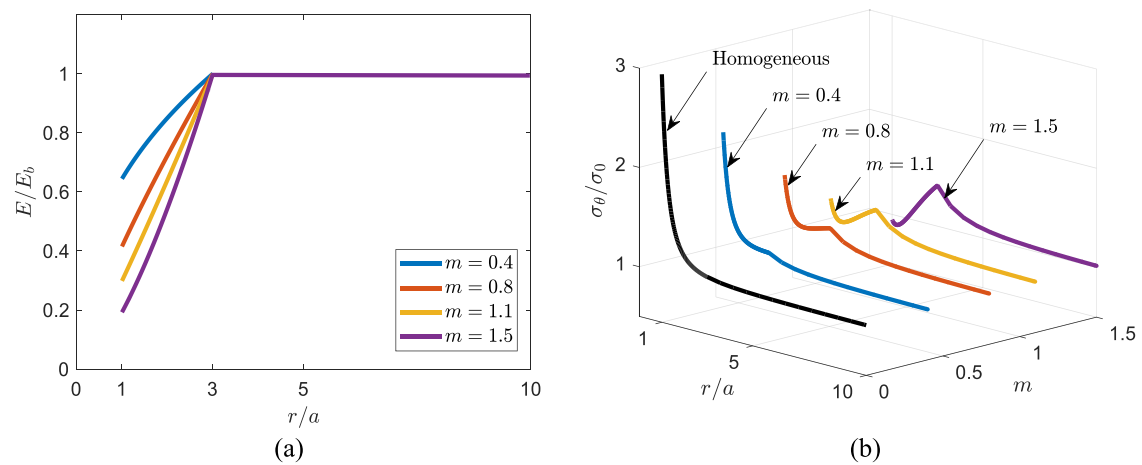 E/E_b
1
0.8
0.6
0.4
0.2
0
0 1 3 5 10
r/a
m = 0.4
m = 0.8
m = 1.1
m = 1.5
(a)
σ_θ/σ_0
3
2
1
Homogeneous
m = 0.4
m = 0.8
m = 1.1
m = 1.5
1 5 10
r/a
0 0.5 1 1.5
m
(b)